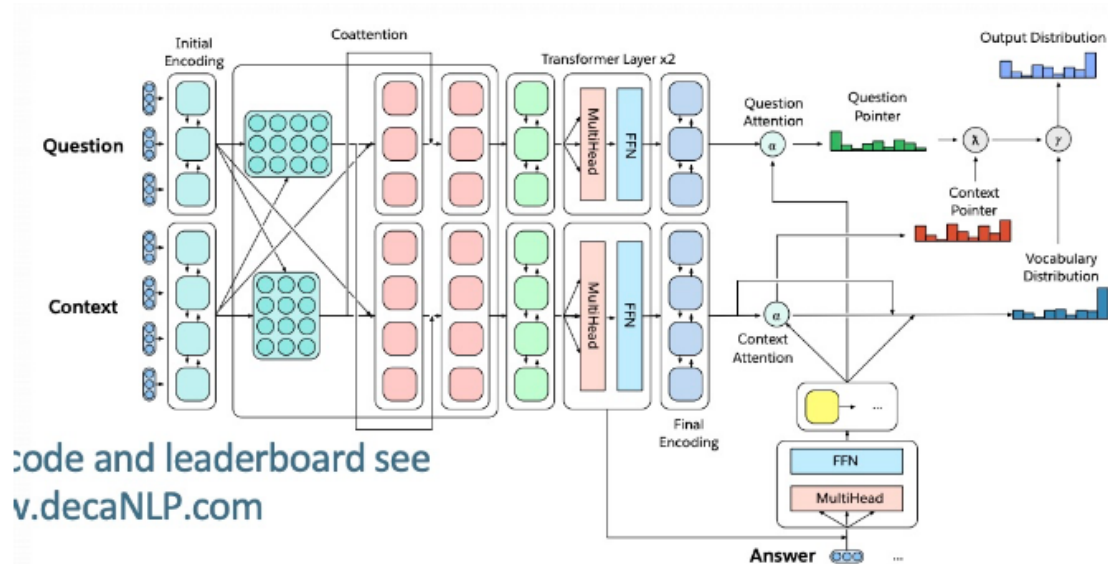 Coattention
Initial
Encoding
Transformer Layer x2
Output Distribution
Question
Attention
Question
Pointer
MultiHead
FFN
Question
α
λ
γ
Context
Pointer
Vocabulary
Distribution
Context
MultiHead
FFN
α
Context
Attention
Final
Encoding
...
FFN
MultiHead
Answer
...
code and leaderboard see
v.decaNLP.com